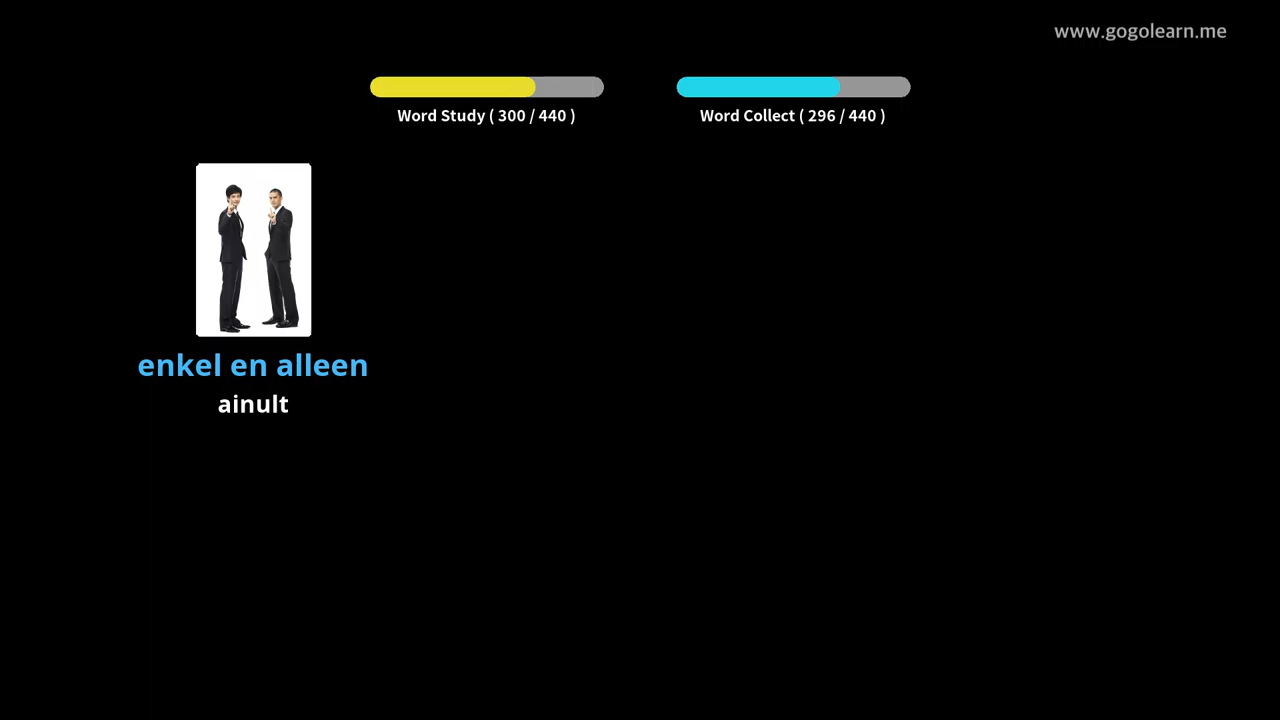 www.gogolearn.me
Word Study ( 300 / 440 )
Word Collect ( 296 / 440 )
enkel en alleen
ainult